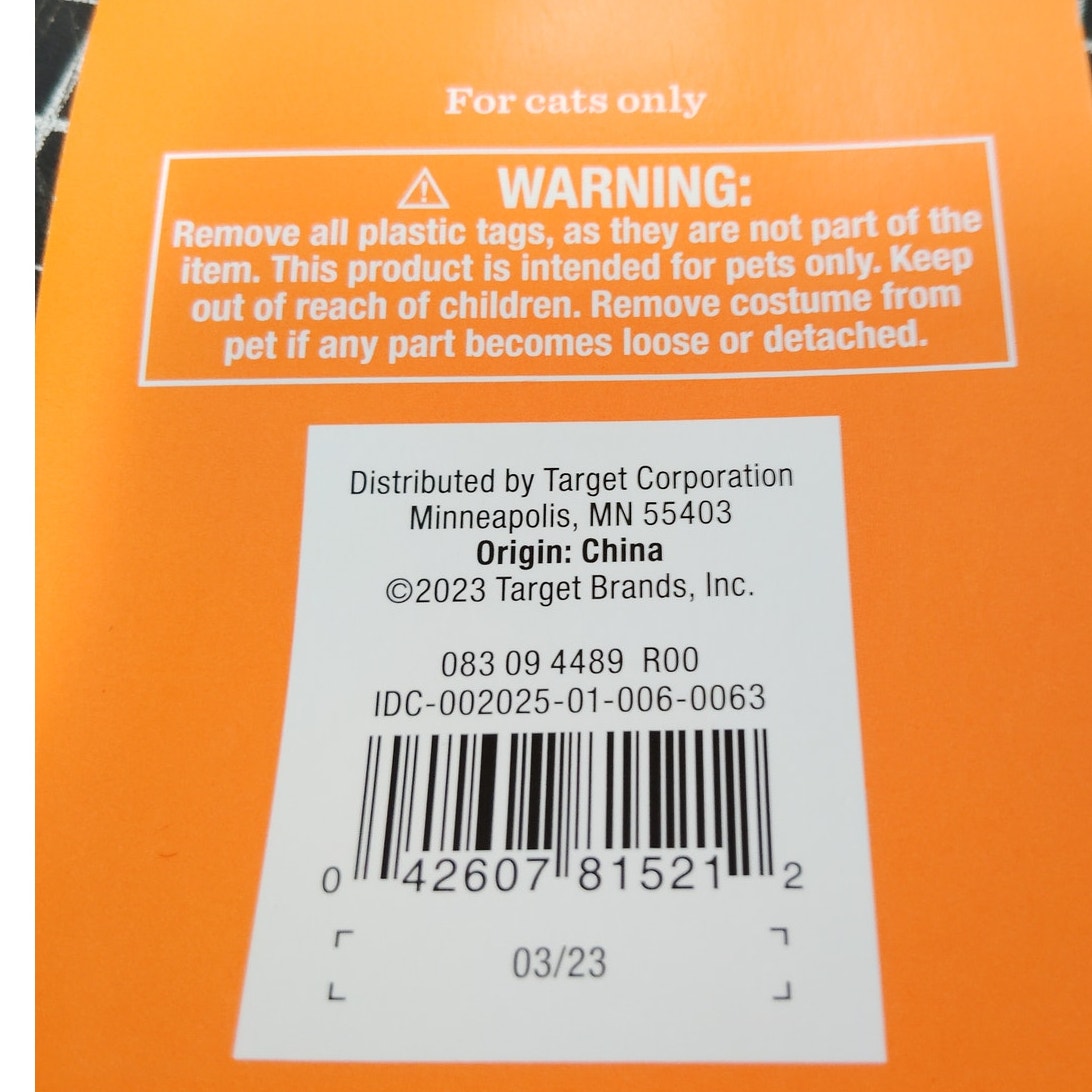 For cats only
⚠ WARNING:
Remove all plastic tags, as they are not part of the
item. This product is intended for pets only. Keep
out of reach of children. Remove costume from
pet if any part becomes loose or detached.
Distributed by Target Corporation
Minneapolis, MN 55403
Origin: China
©2023 Target Brands, Inc.
083 09 4489 R00
IDC-002025-01-006-0063
0 42607 81521 2
03/23